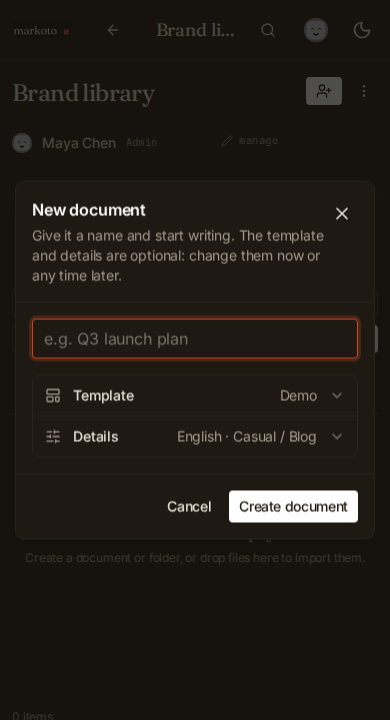 markoto
Brand li...
Brand library
Maya Chen Admin manage
New document
Give it a name and start writing. The template
and details are optional: change them now or
any time later.
e.g. Q3 launch plan
Template Demo
Details English · Casual / Blog
Cancel Create document
Create a document or folder, or drop files here to import them.
0 items